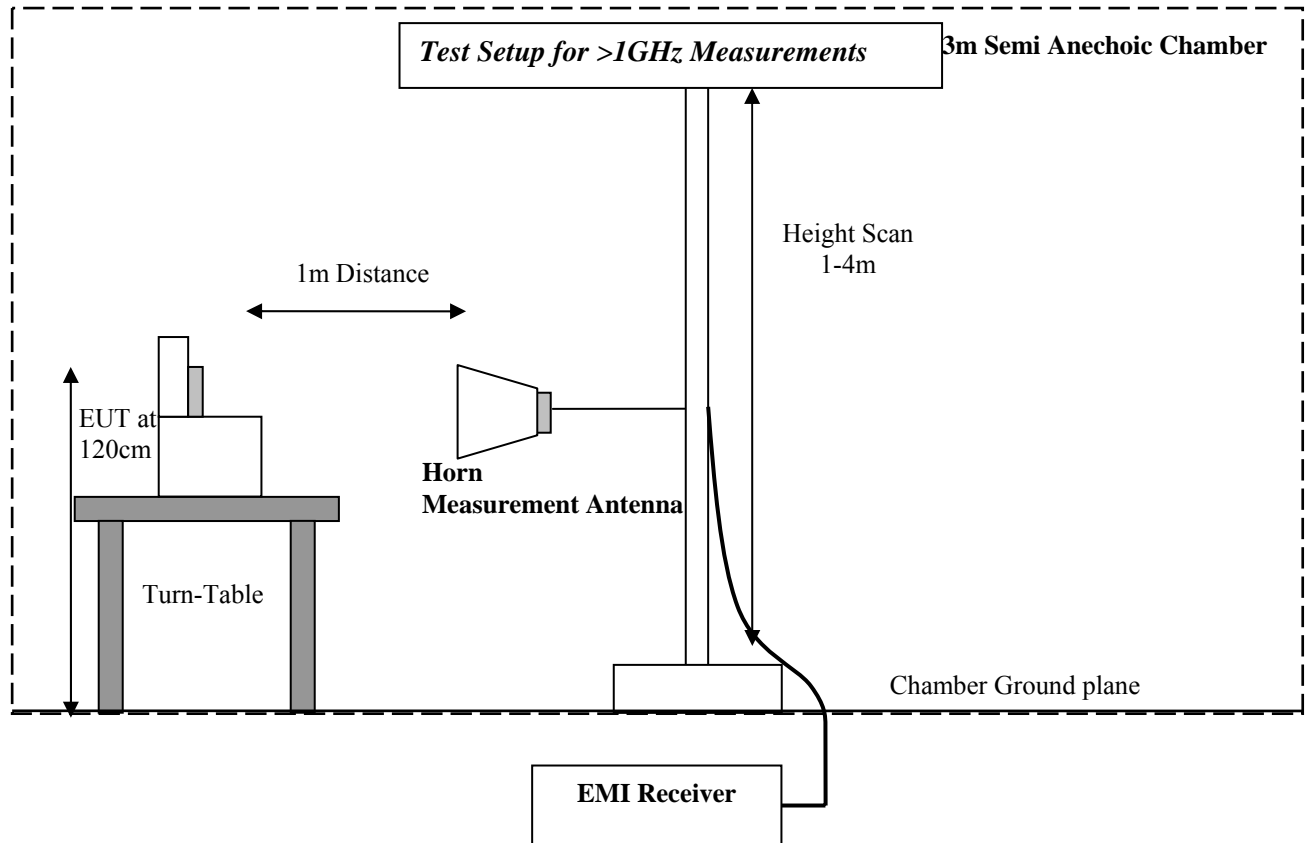 Test Setup for >1GHz Measurements
3m Semi Anechoic Chamber
Height Scan
1-4m
1m Distance
EUT at
120cm
Horn
Measurement Antenna
Turn-Table
Chamber Ground plane
EMI Receiver